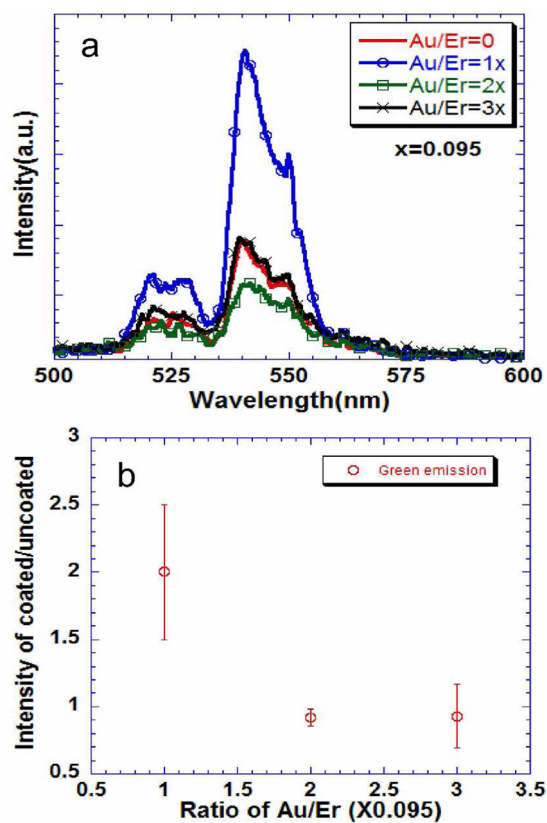 a
Au/Er=0
Au/Er=1x
Au/Er=2x
Au/Er=3x
x=0.095
Intensity(a.u.)
500 525 550 575 600
Wavelength(nm)
b
Green emission
3
2.5
2
1.5
1
0.5
Intensity of coated/uncoated
0.5 1 1.5 2 2.5 3 3.5
Ratio of Au/Er (X0.095)